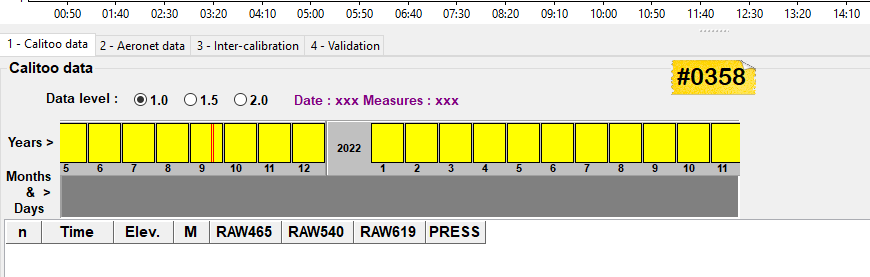 00:50 01:40 02:30 03:20 04:10 05:00 05:50 06:40 07:30 08:20 09:10 10:00 10:50 11:40 12:30 13:20 14:10
1 - Calitoo data 2 - Aeronet data 3 - Inter-calibration 4 - Validation
Calitoo data
#0358
Data level : 1.0 1.5 2.0 Date : xxx Measures : xxx
Years > 2022
5 6 7 8 9 10 11 12 1 2 3 4 5 6 7 8 9 10 11
Months
& >
Days
n Time Elev. M RAW465 RAW540 RAW619 PRESS